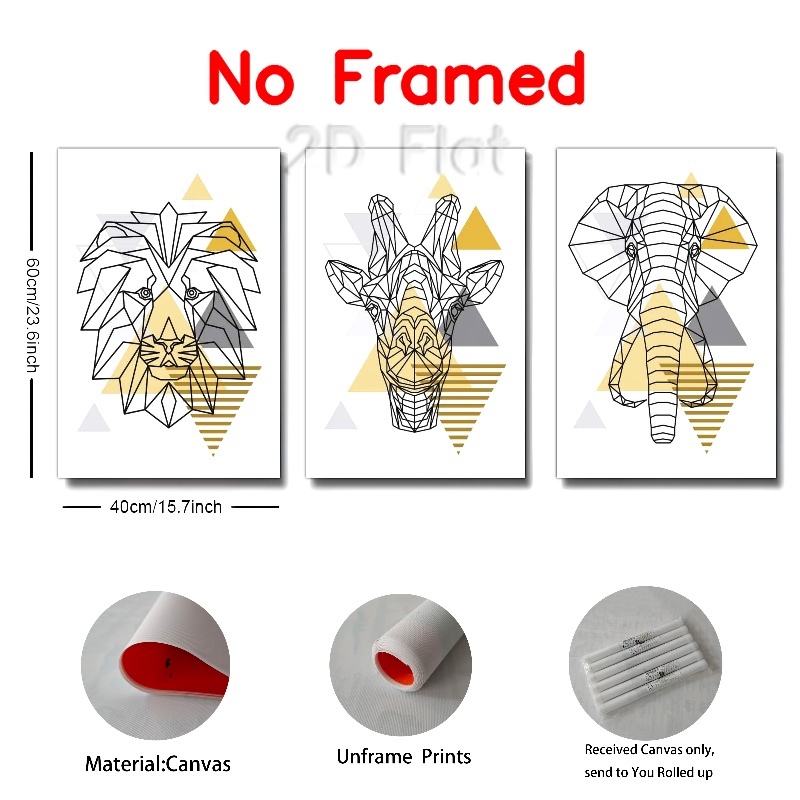 No Framed
2D Flat
60cm/23.6inch
40cm/15.7inch
Material:Canvas
Unframe Prints
Received Canvas only,
send to You Rolled up